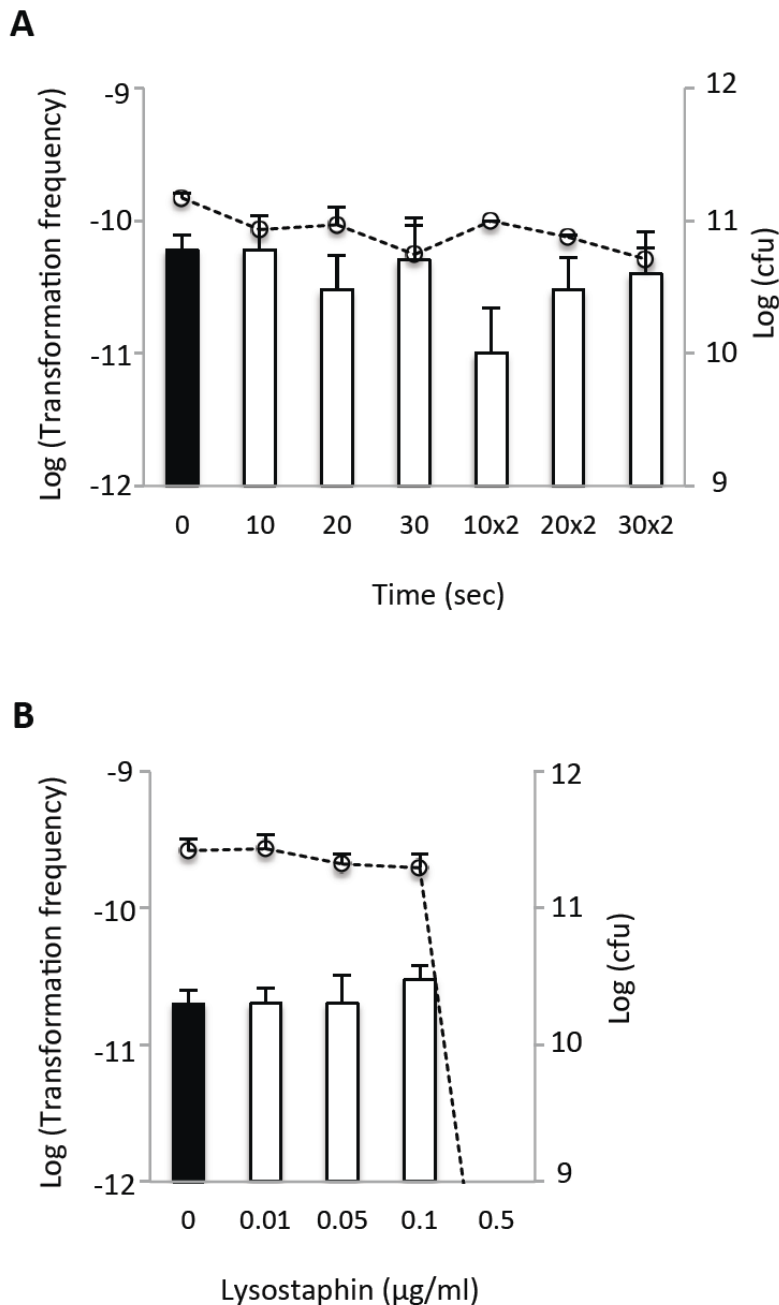 A
Log (Transformation frequency)
-9
-10
-11
-12
12
11
10
9
Log (cfu)
0 10 20 30 10x2 20x2 30x2
Time (sec)
B
Log (Transformation frequency)
-9
-10
-11
-12
12
11
10
9
Log (cfu)
0 0.01 0.05 0.1 0.5
Lysostaphin (µg/ml)